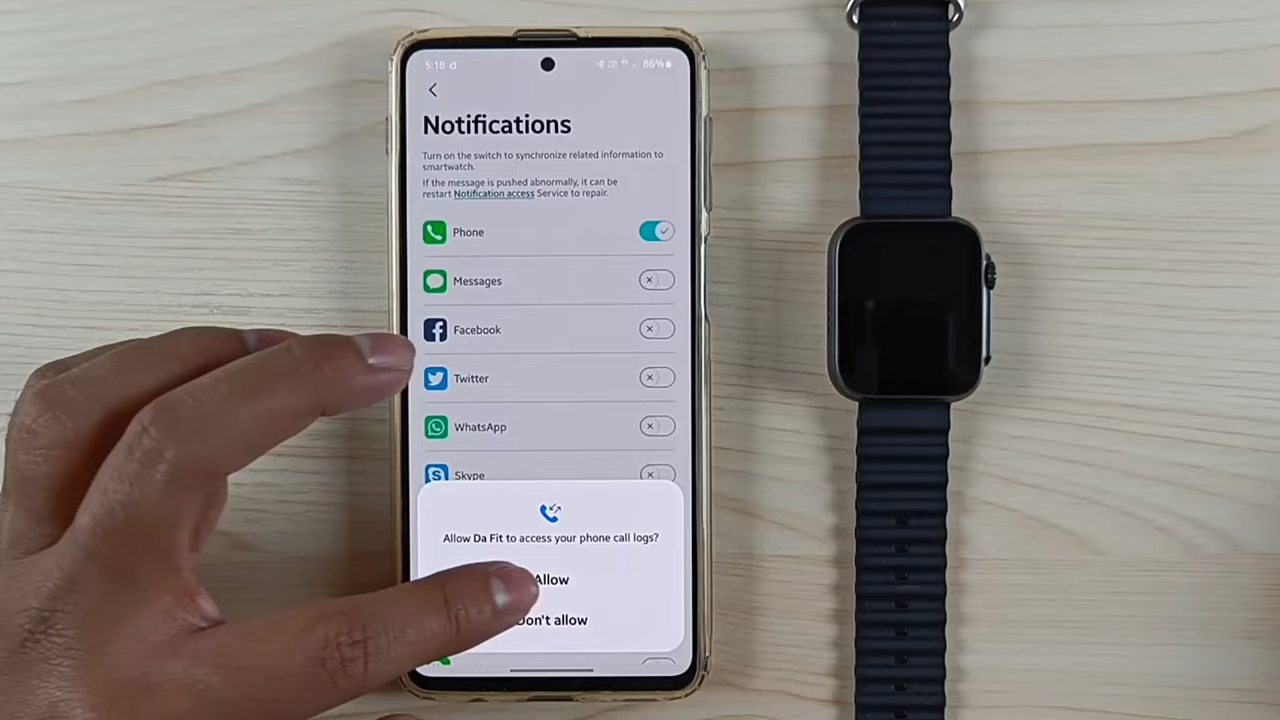 5:18 86%
Notifications
Turn on the switch to synchronize related information to
smartwatch.
If the message is pushed abnormally, it can be
restart Notification access Service to repair.
Phone
Messages
Facebook
Twitter
WhatsApp
Skype
Allow Da Fit to access your phone call logs?
Allow
Don't allow